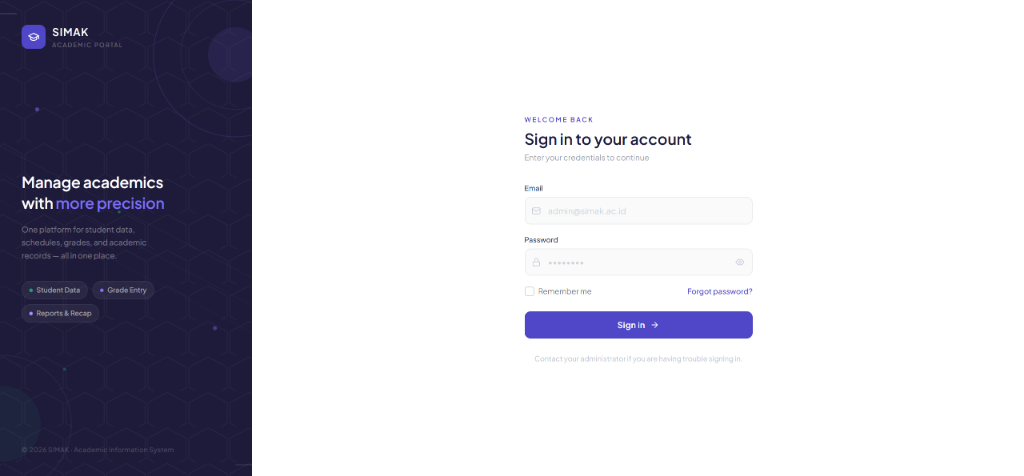 SIMAK
ACADEMIC PORTAL
Manage academics
with more precision
One platform for student data,
schedules, grades, and academic
records — all in one place.
Student Data
Grade Entry
Reports & Recap
© 2026 SIMAK · Academic Information System
WELCOME BACK
Sign in to your account
Enter your credentials to continue
Email
admin@simak.ac.id
Password
••••••••
Remember me
Forgot password?
Sign in →
Contact your administrator if you are having trouble signing in.